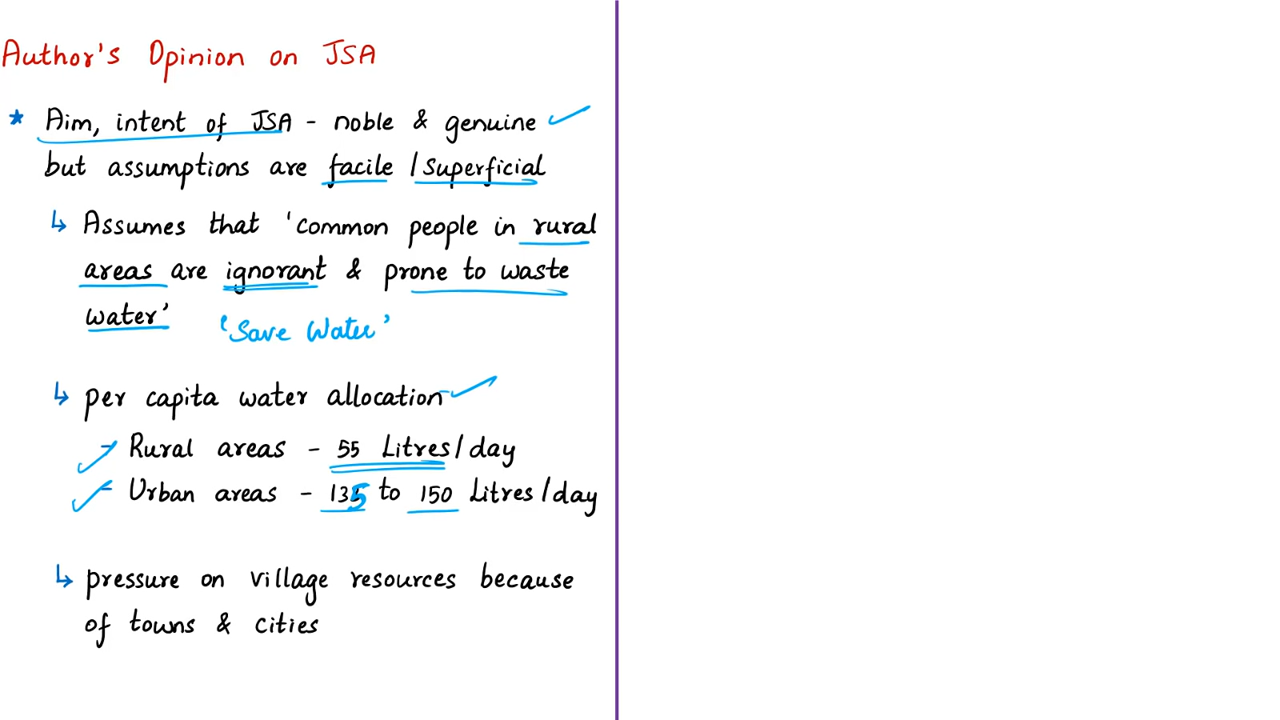 Author's Opinion on JSA
* Aim, intent of JSA - noble & genuine ✓
but assumptions are facile / superficial
↳ Assumes that 'common people in rural
areas are ignorant & prone to waste
water' 'Save Water'
↳ per capita water allocation ✓
- Rural areas - 55 Litres/day
- Urban areas - 135 to 150 Litres/day
↳ pressure on village resources because
of towns & cities